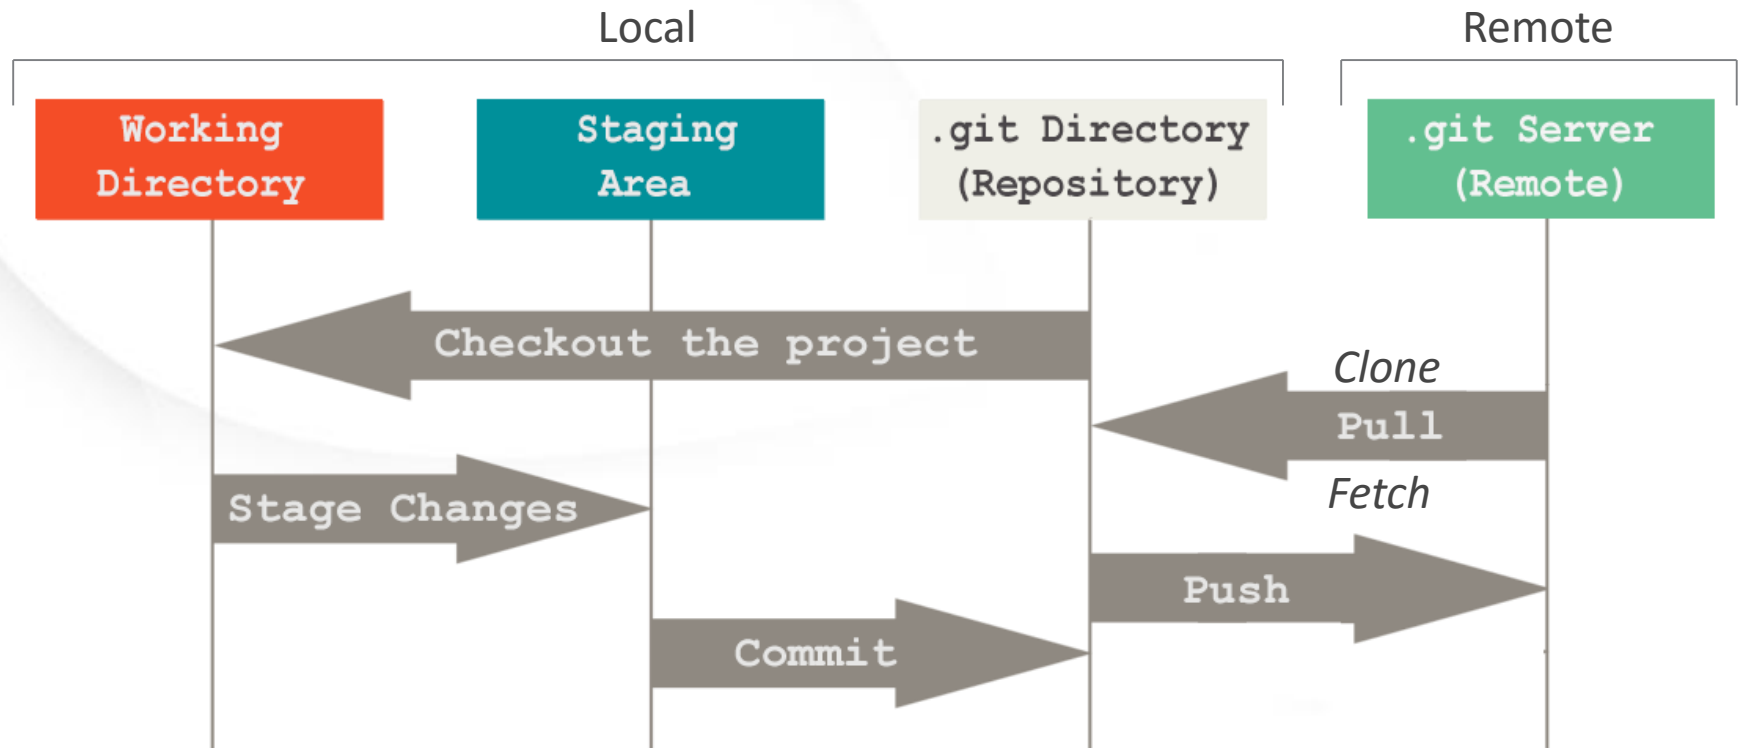 Local
Remote
Working
Directory
Staging
Area
.git Directory
(Repository)
.git Server
(Remote)
Checkout the project
Clone
Pull
Fetch
Stage Changes
Push
Commit